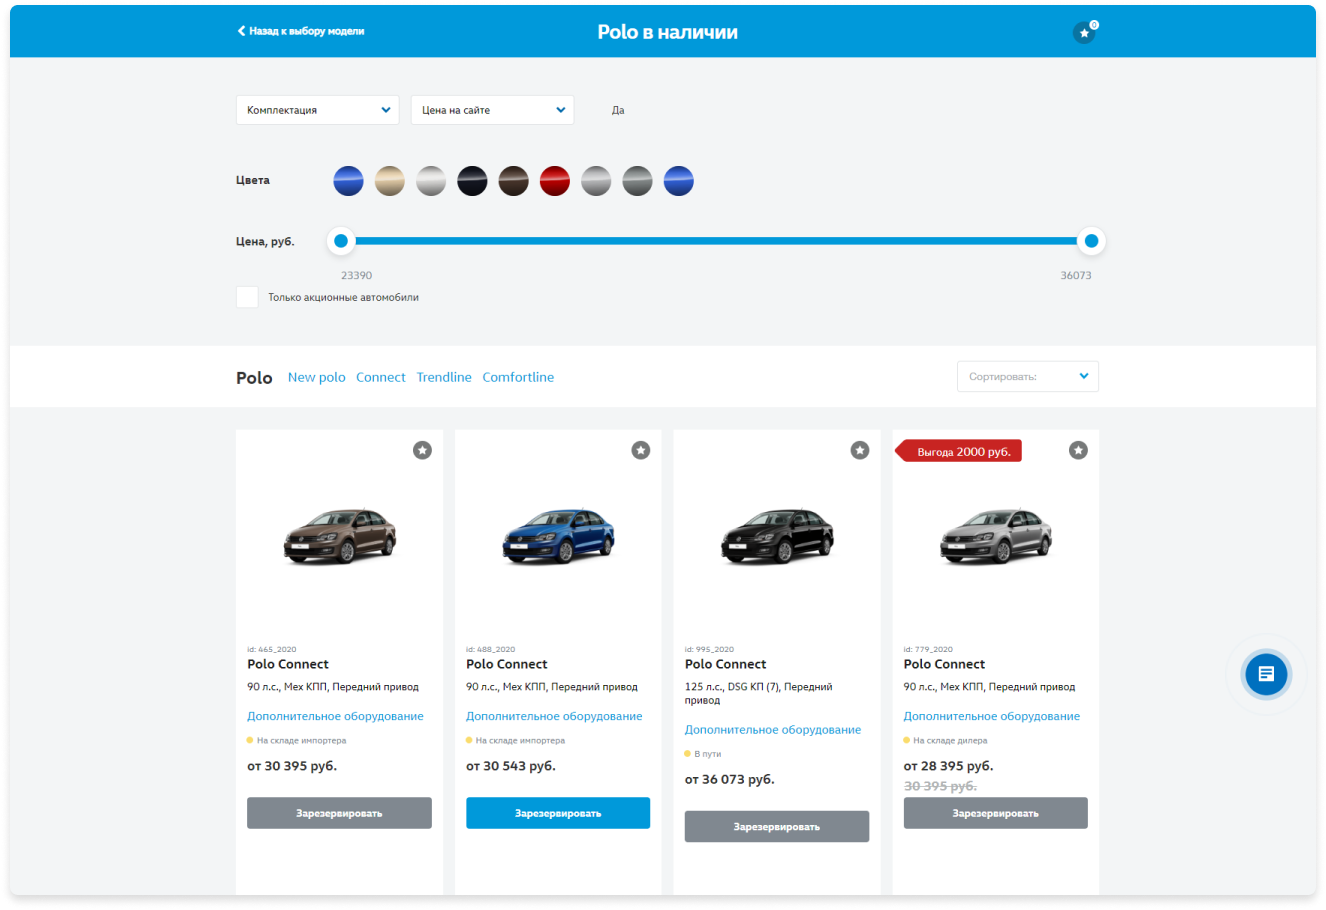 Назад к выбору модели
Polo в наличии
0
Комплектация
Цена на сайте
Да
Цвета
Цена, руб.
23390
36073
Только акционные автомобили
Polo
New polo
Connect
Trendline
Comfortline
Сортировать:
id: 465_2020
Polo Connect
90 л.с., Мех КПП, Передний привод
Дополнительное оборудование
На складе импортера
от 30 395 руб.
Зарезервировать
id: 488_2020
Polo Connect
90 л.с., Мех КПП, Передний привод
Дополнительное оборудование
На складе импортера
от 30 543 руб.
Зарезервировать
id: 995_2020
Polo Connect
125 л.с., DSG КП (7), Передний
привод
Дополнительное оборудование
В пути
от 36 073 руб.
Зарезервировать
Выгода 2000 руб.
id: 779_2020
Polo Connect
90 л.с., Мех КПП, Передний привод
Дополнительное оборудование
На складе дилера
от 28 395 руб.
30 395 руб.
Зарезервировать